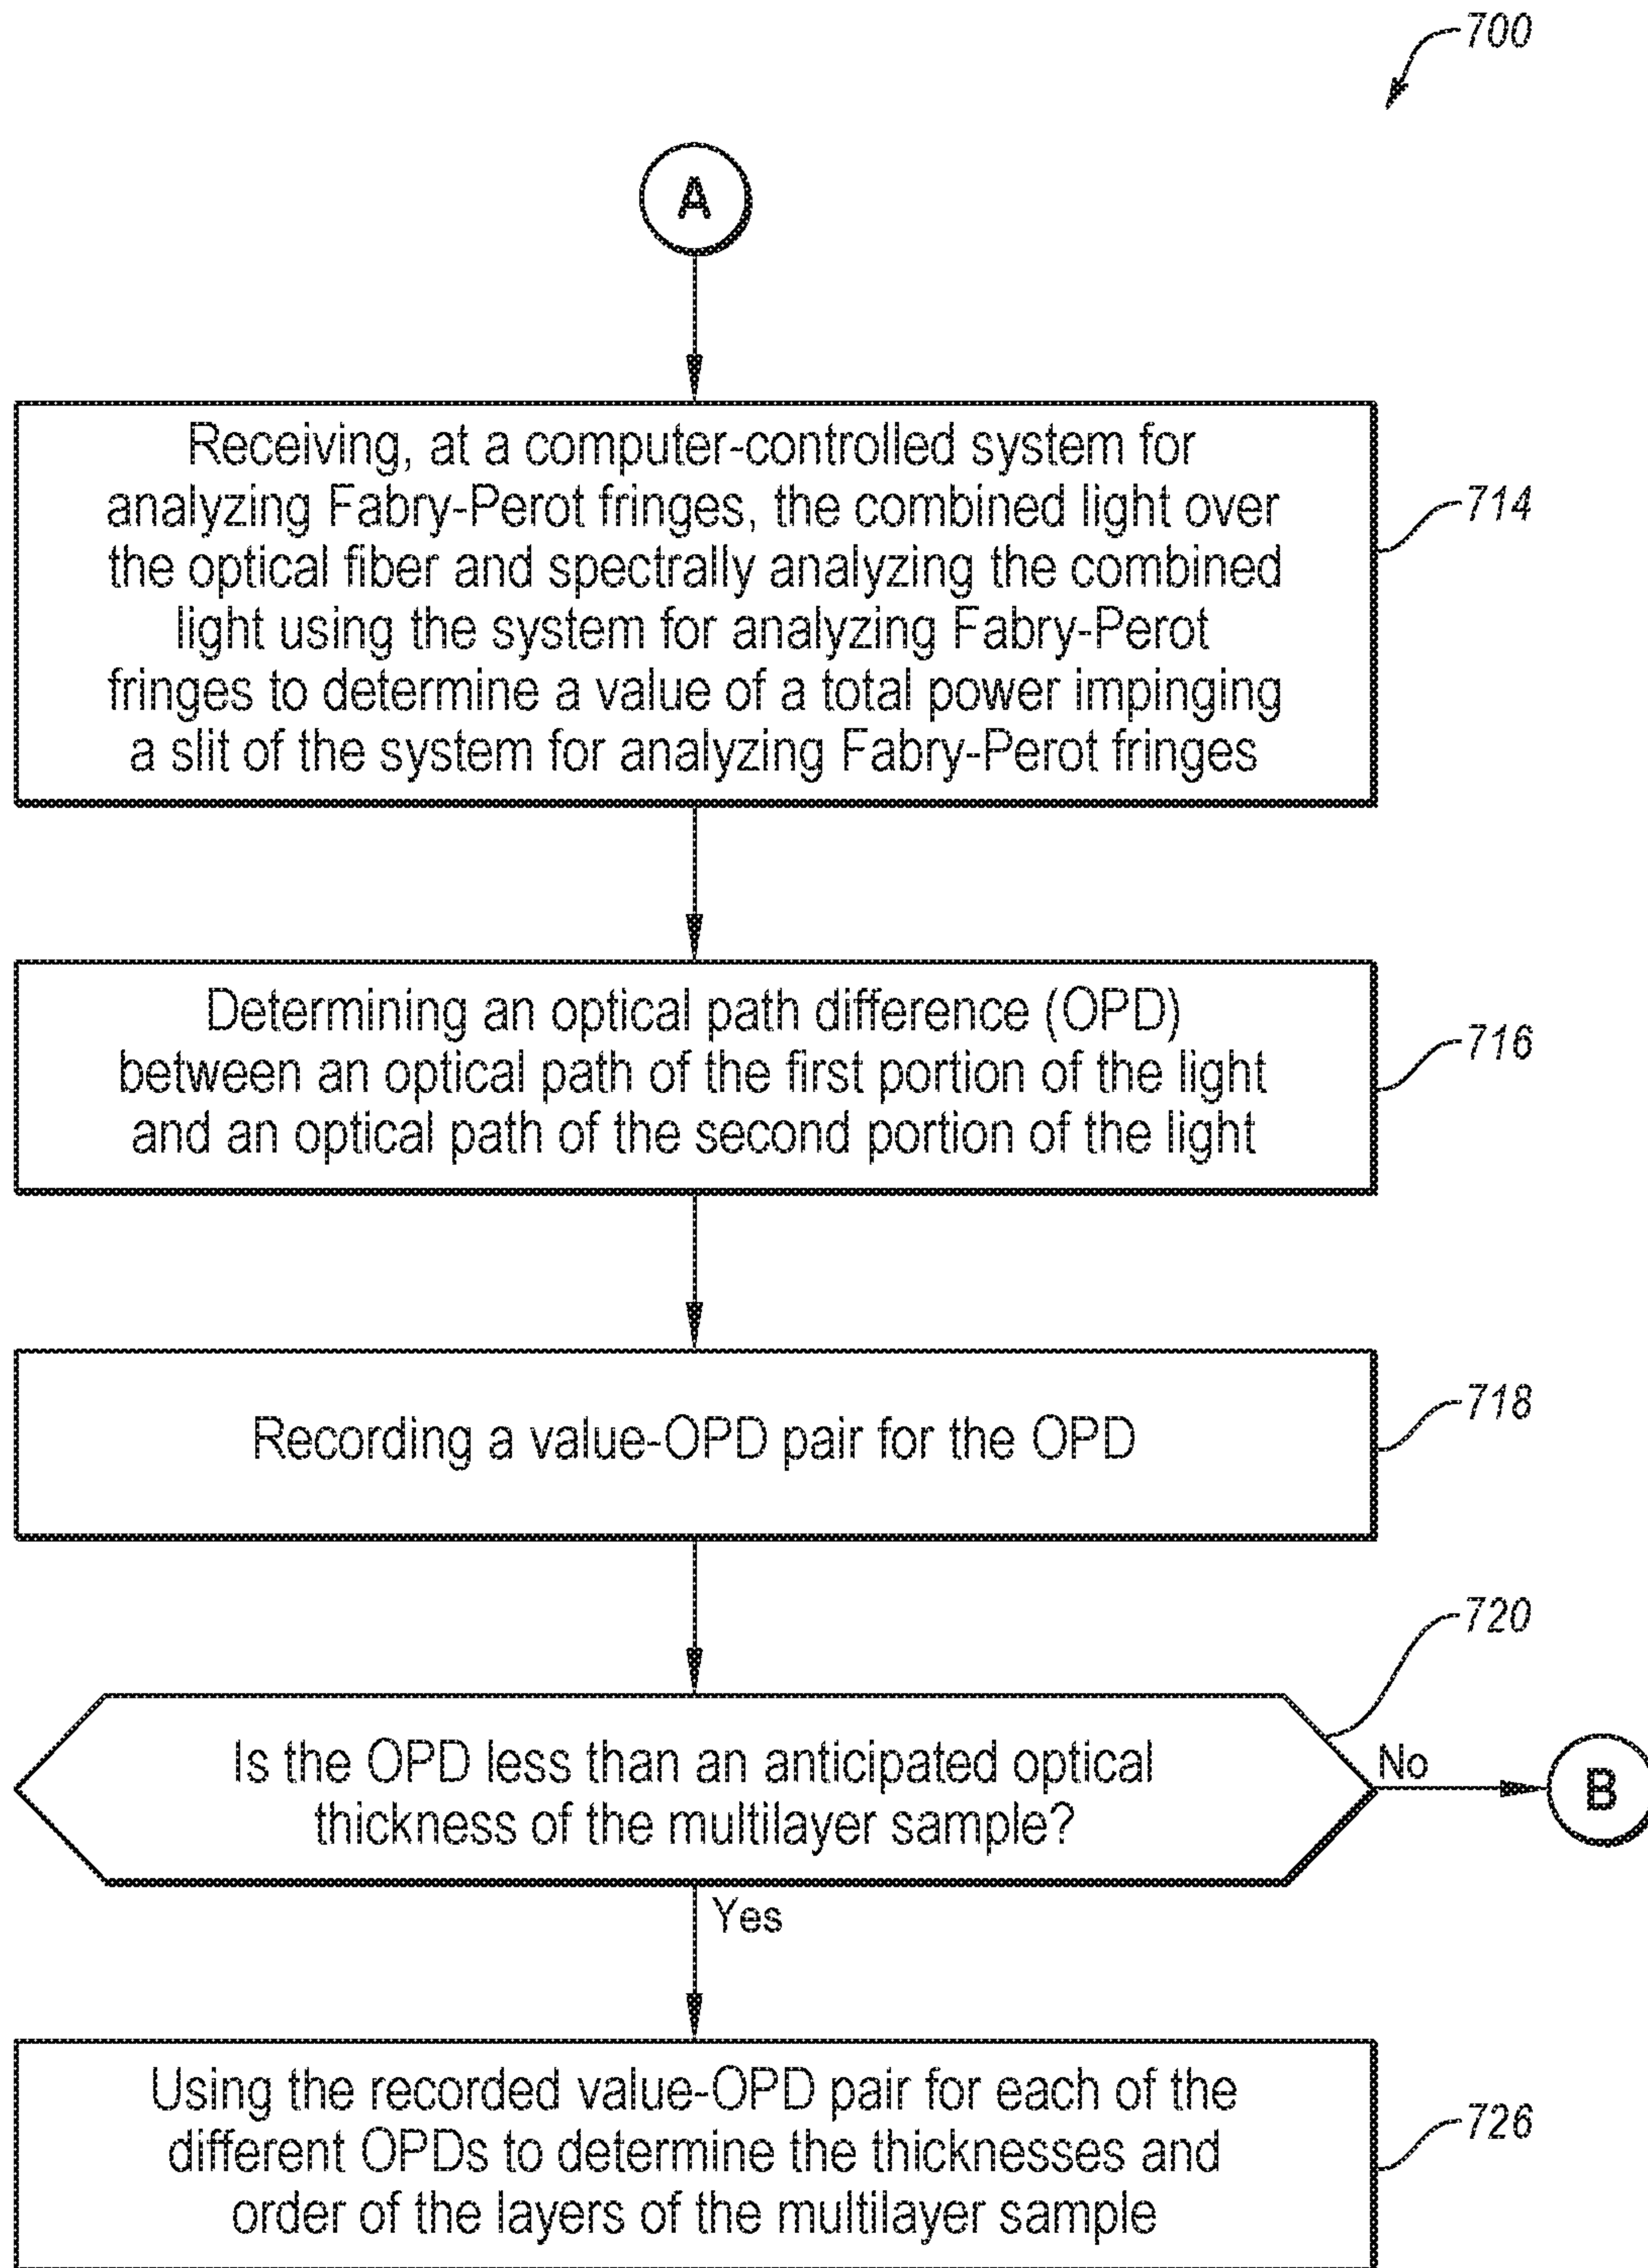 700
A
Receiving, at a computer-controlled system for
analyzing Fabry-Perot fringes, the combined light over
the optical fiber and spectrally analyzing the combined
light using the system for analyzing Fabry-Perot
fringes to determine a value of a total power impinging
a slit of the system for analyzing Fabry-Perot fringes
714
Determining an optical path difference (OPD)
between an optical path of the first portion of the light
and an optical path of the second portion of the light
716
Recording a value-OPD pair for the OPD
718
720
Is the OPD less than an anticipated optical
thickness of the multilayer sample?
No
B
Yes
Using the recorded value-OPD pair for each of the
different OPDs to determine the thicknesses and
order of the layers of the multilayer sample
726